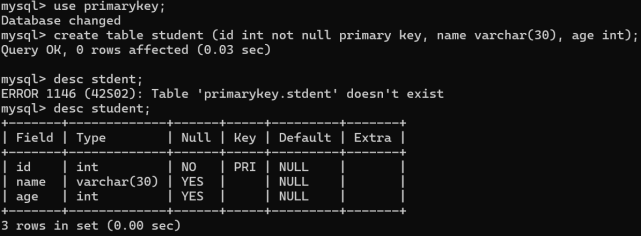 mysql> use primarykey;
Database changed
mysql> create table student (id int not null primary key, name varchar(30), age int);
Query OK, 0 rows affected (0.03 sec)

mysql> desc stdent;
ERROR 1146 (42S02): Table 'primarykey.stdent' doesn't exist
mysql> desc student;
+-------+-------------+------+-----+---------+-------+
| Field | Type        | Null | Key | Default | Extra |
+-------+-------------+------+-----+---------+-------+
| id    | int         | NO   | PRI | NULL    |       |
| name  | varchar(30) | YES  |     | NULL    |       |
| age   | int         | YES  |     | NULL    |       |
+-------+-------------+------+-----+---------+-------+
3 rows in set (0.00 sec)